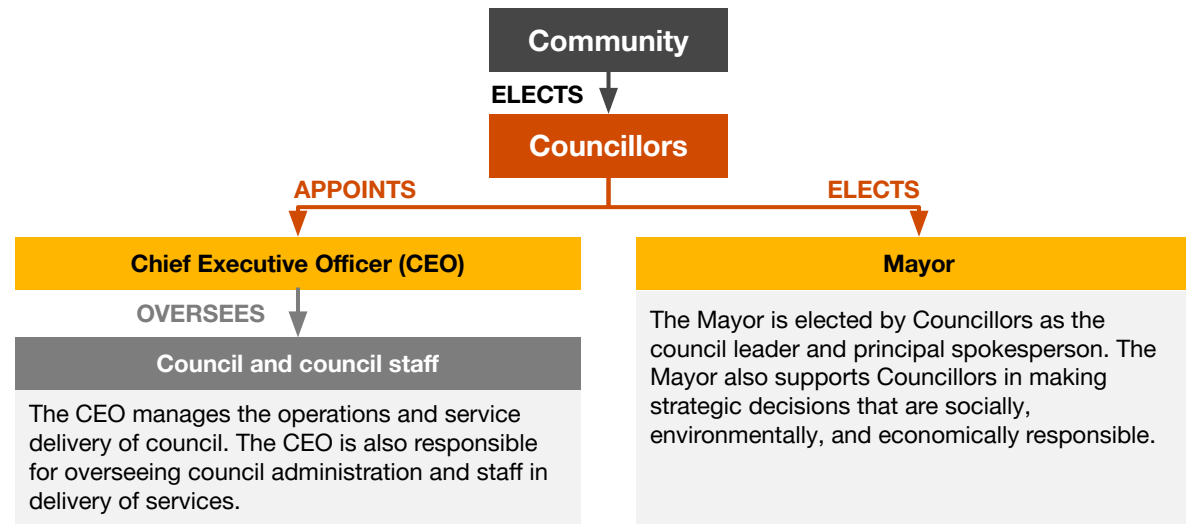 Community
ELECTS
Councillors
APPOINTS
ELECTS
Chief Executive Officer (CEO)
OVERSEES
Council and council staff
The CEO manages the operations and service
delivery of council. The CEO is also responsible
for overseeing council administration and staff in
delivery of services.
Mayor
The Mayor is elected by Councillors as the
council leader and principal spokesperson. The
Mayor also supports Councillors in making
strategic decisions that are socially,
environmentally, and economically responsible.